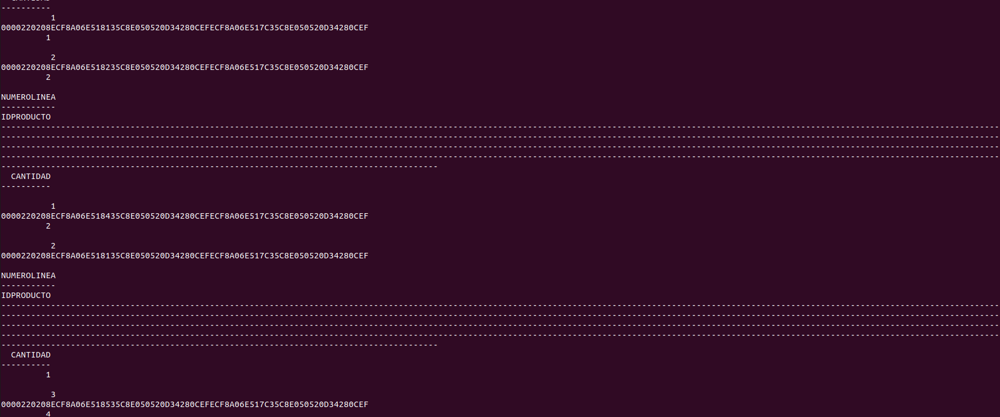 ----------
1
0000220208ECF8A06E518135C8E050520D34280CEFECF8A06E517C35C8E050520D34280CEF
1
2
0000220208ECF8A06E518235C8E050520D34280CEFECF8A06E517C35C8E050520D34280CEF
2
NUMEROLINEA
-----------
IDPRODUCTO
---------------------------------------------------------------------------------------------------------------------------------------------------------------------------------------------------------
---------------------------------------------------------------------------------------------------------------------------------------------------------------------------------------------------------
---------------------------------------------------------------------------------------------------------------------------------------------------------------------------------------------------------
---------------------------------------------------------------------------------------------------------------------------------------------------------------------------------------------------------
----------------------------------------------------------------------------------------
CANTIDAD
----------
1
0000220208ECF8A06E518435C8E050520D34280CEFECF8A06E517C35C8E050520D34280CEF
2
2
0000220208ECF8A06E518135C8E050520D34280CEFECF8A06E517C35C8E050520D34280CEF
NUMEROLINEA
-----------
IDPRODUCTO
---------------------------------------------------------------------------------------------------------------------------------------------------------------------------------------------------------
---------------------------------------------------------------------------------------------------------------------------------------------------------------------------------------------------------
---------------------------------------------------------------------------------------------------------------------------------------------------------------------------------------------------------
---------------------------------------------------------------------------------------------------------------------------------------------------------------------------------------------------------
----------------------------------------------------------------------------------------
CANTIDAD
----------
1
3
0000220208ECF8A06E518535C8E050520D34280CEFECF8A06E517C35C8E050520D34280CEF
4